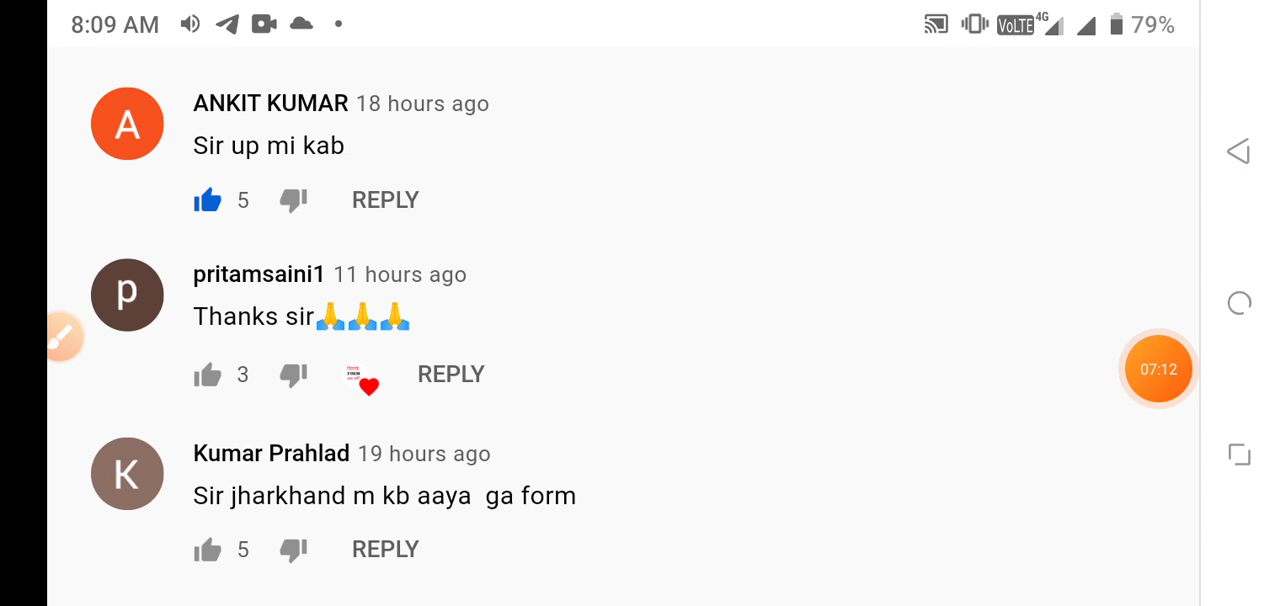 8:09 AM VoLTE 4G 79%
A ANKIT KUMAR 18 hours ago
Sir up mi kab
5 REPLY
p pritamsaini1 11 hours ago
Thanks sir🙏🙏🙏
3 REPLY
07:12
K Kumar Prahlad 19 hours ago
Sir jharkhand m kb aaya  ga form
5 REPLY